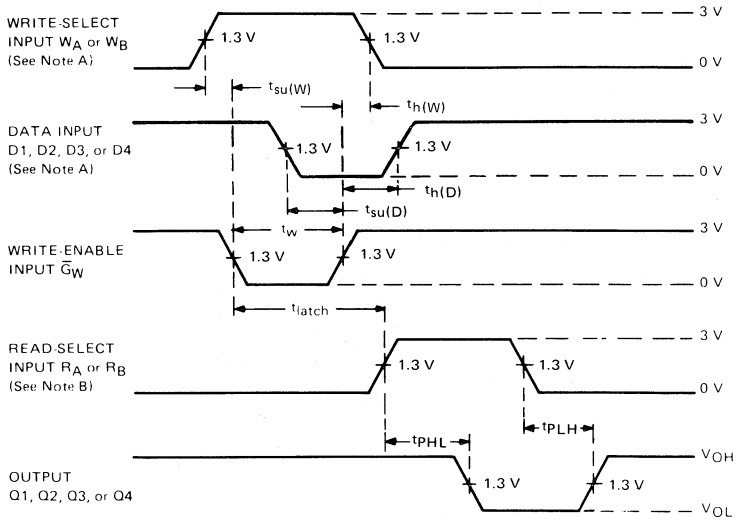 WRITE-SELECT
INPUT WA or WB
(See Note A)
1.3 V
1.3 V
3 V
0 V
tsu(W)
th(W)
DATA INPUT
D1, D2, D3, or D4
(See Note A)
1.3 V
1.3 V
3 V
0 V
th(D)
tsu(D)
tw
WRITE-ENABLE
INPUT G̅W
1.3 V
1.3 V
3 V
0 V
tlatch
READ-SELECT
INPUT RA or RB
(See Note B)
1.3 V
1.3 V
3 V
0 V
tPHL
tPLH
OUTPUT
Q1, Q2, Q3, or Q4
1.3 V
1.3 V
VOH
VOL